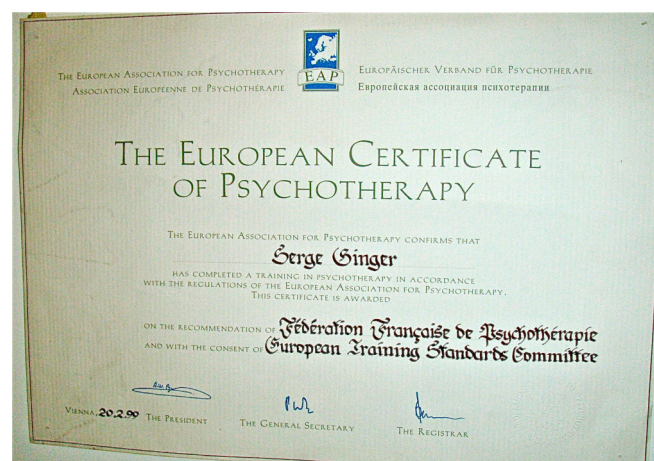 EAP
The European Association for Psychotherapy
Association Européenne de Psychothérapie
Europäischer Verband für Psychotherapie
Европейская ассоциация психотерапии
The European Certificate
of Psychotherapy
The European Association for Psychotherapy confirms that
Serge Ginger
has completed a training in psychotherapy in accordance
with the regulations of the European Association for Psychotherapy.
This certificate is awarded
on the recommendation of Fédération Française de Psychothérapie
and with the consent of European Training Standards Committee
Vienna, 20.2.99 The President
The General Secretary
The Registrar